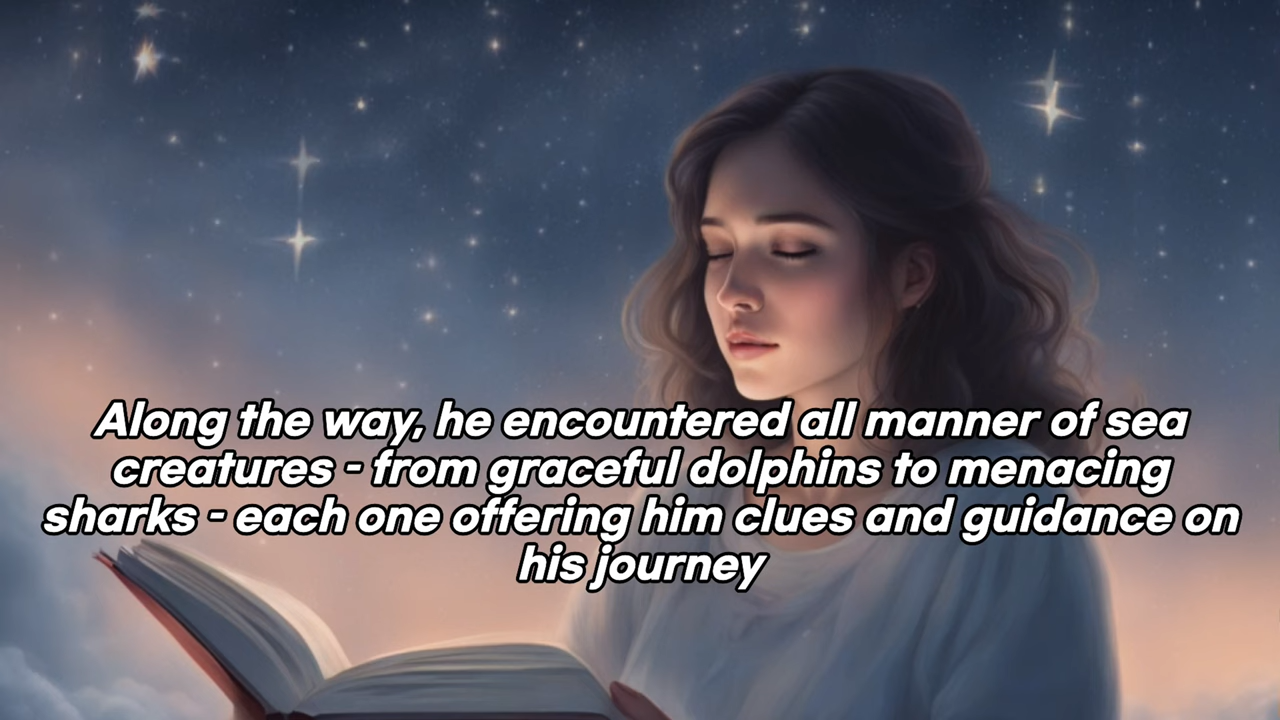 Along the way, he encountered all manner of sea
creatures - from graceful dolphins to menacing
sharks - each one offering him clues and guidance on
his journey